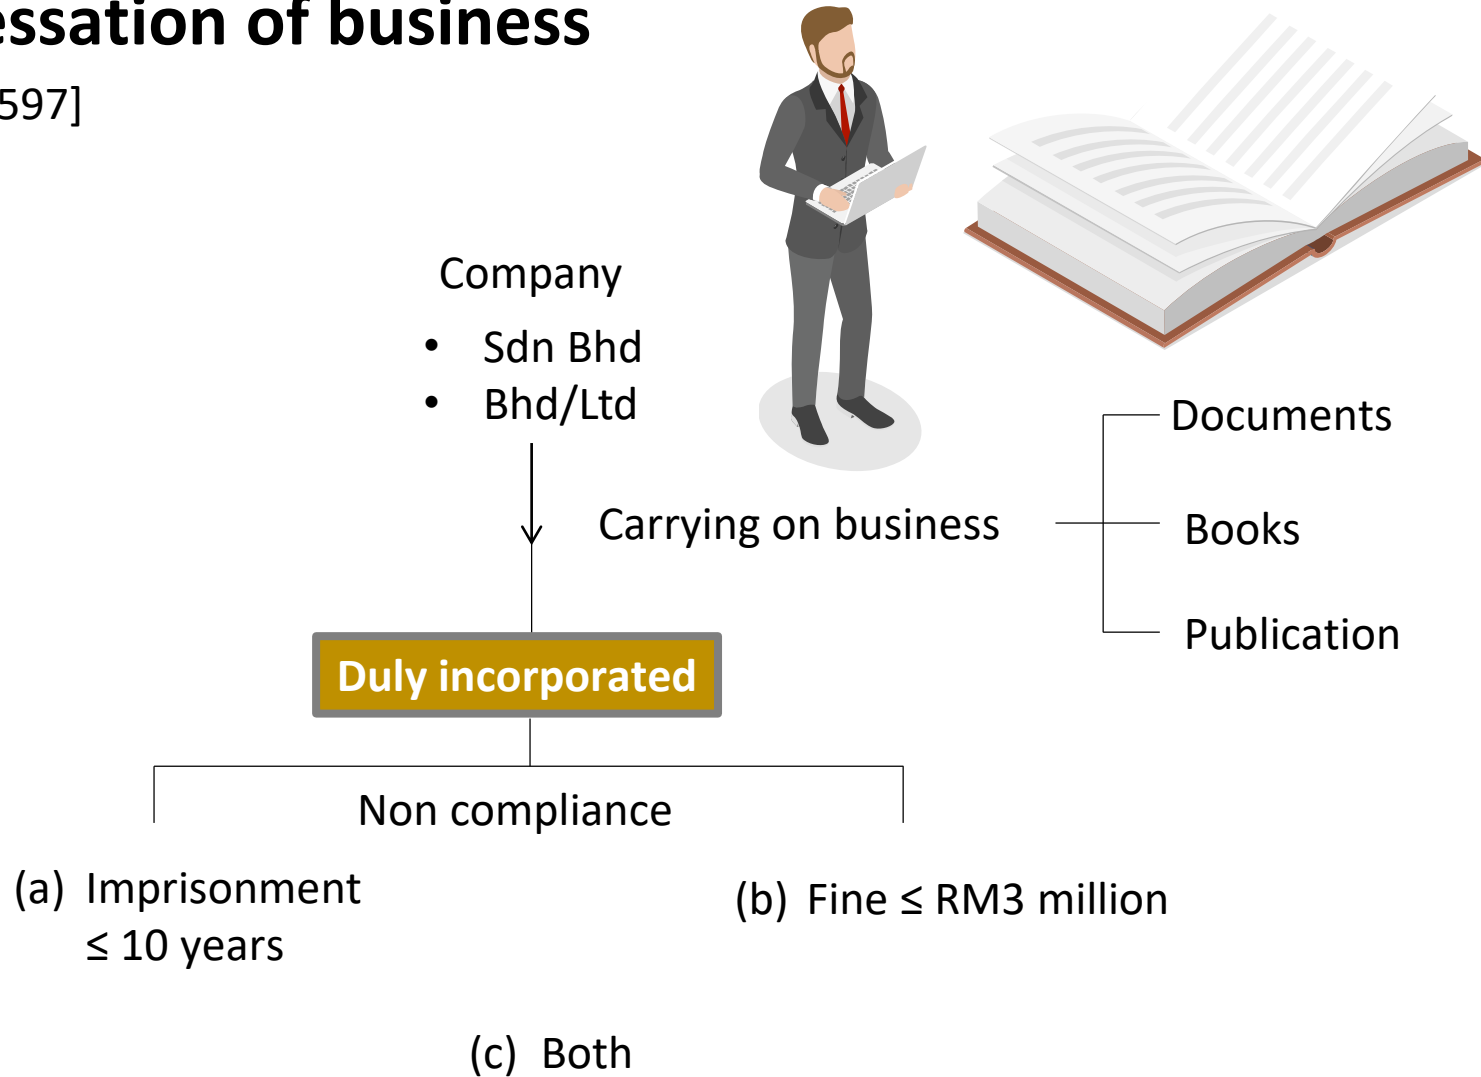 essation of business
597]
Company
• Sdn Bhd
• Bhd/Ltd
Carrying on business
Documents
Books
Publication
Duly incorporated
Non compliance
(a) Imprisonment
≤ 10 years
(b) Fine ≤ RM3 million
(c) Both